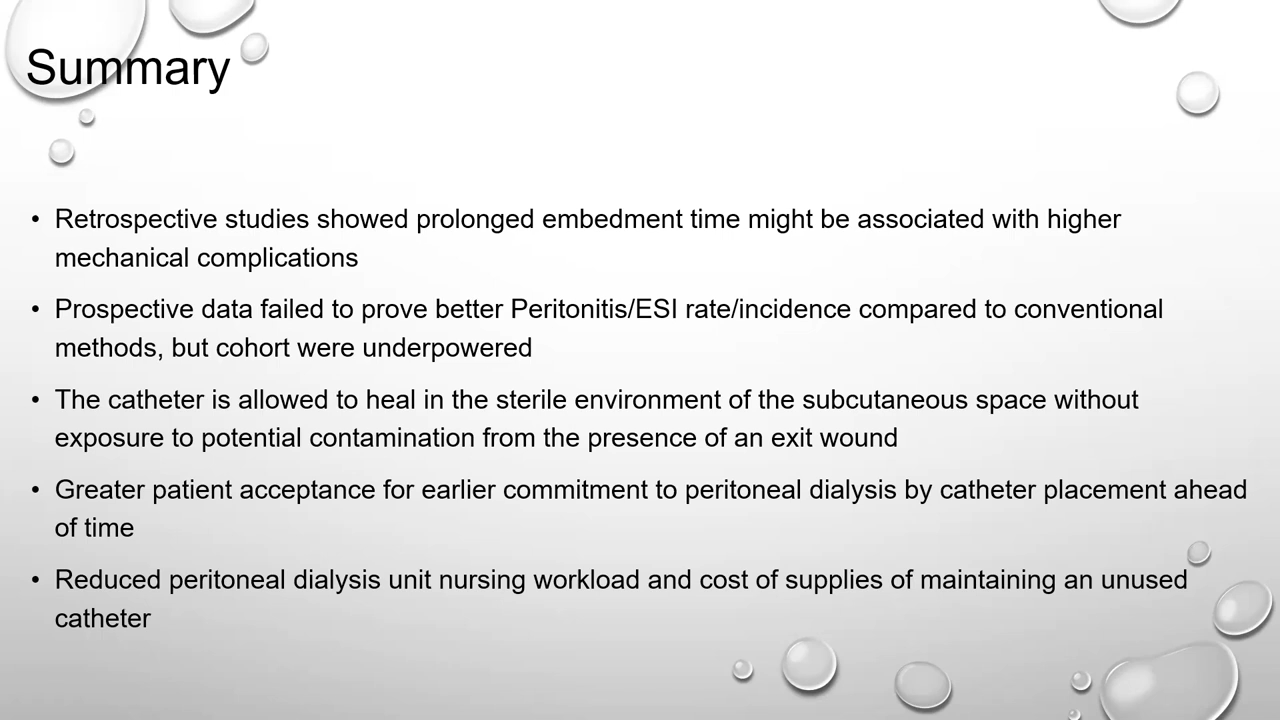 Summary
• Retrospective studies showed prolonged embedment time might be associated with higher
mechanical complications
• Prospective data failed to prove better Peritonitis/ESI rate/incidence compared to conventional
methods, but cohort were underpowered
• The catheter is allowed to heal in the sterile environment of the subcutaneous space without
exposure to potential contamination from the presence of an exit wound
• Greater patient acceptance for earlier commitment to peritoneal dialysis by catheter placement ahead
of time
• Reduced peritoneal dialysis unit nursing workload and cost of supplies of maintaining an unused
catheter